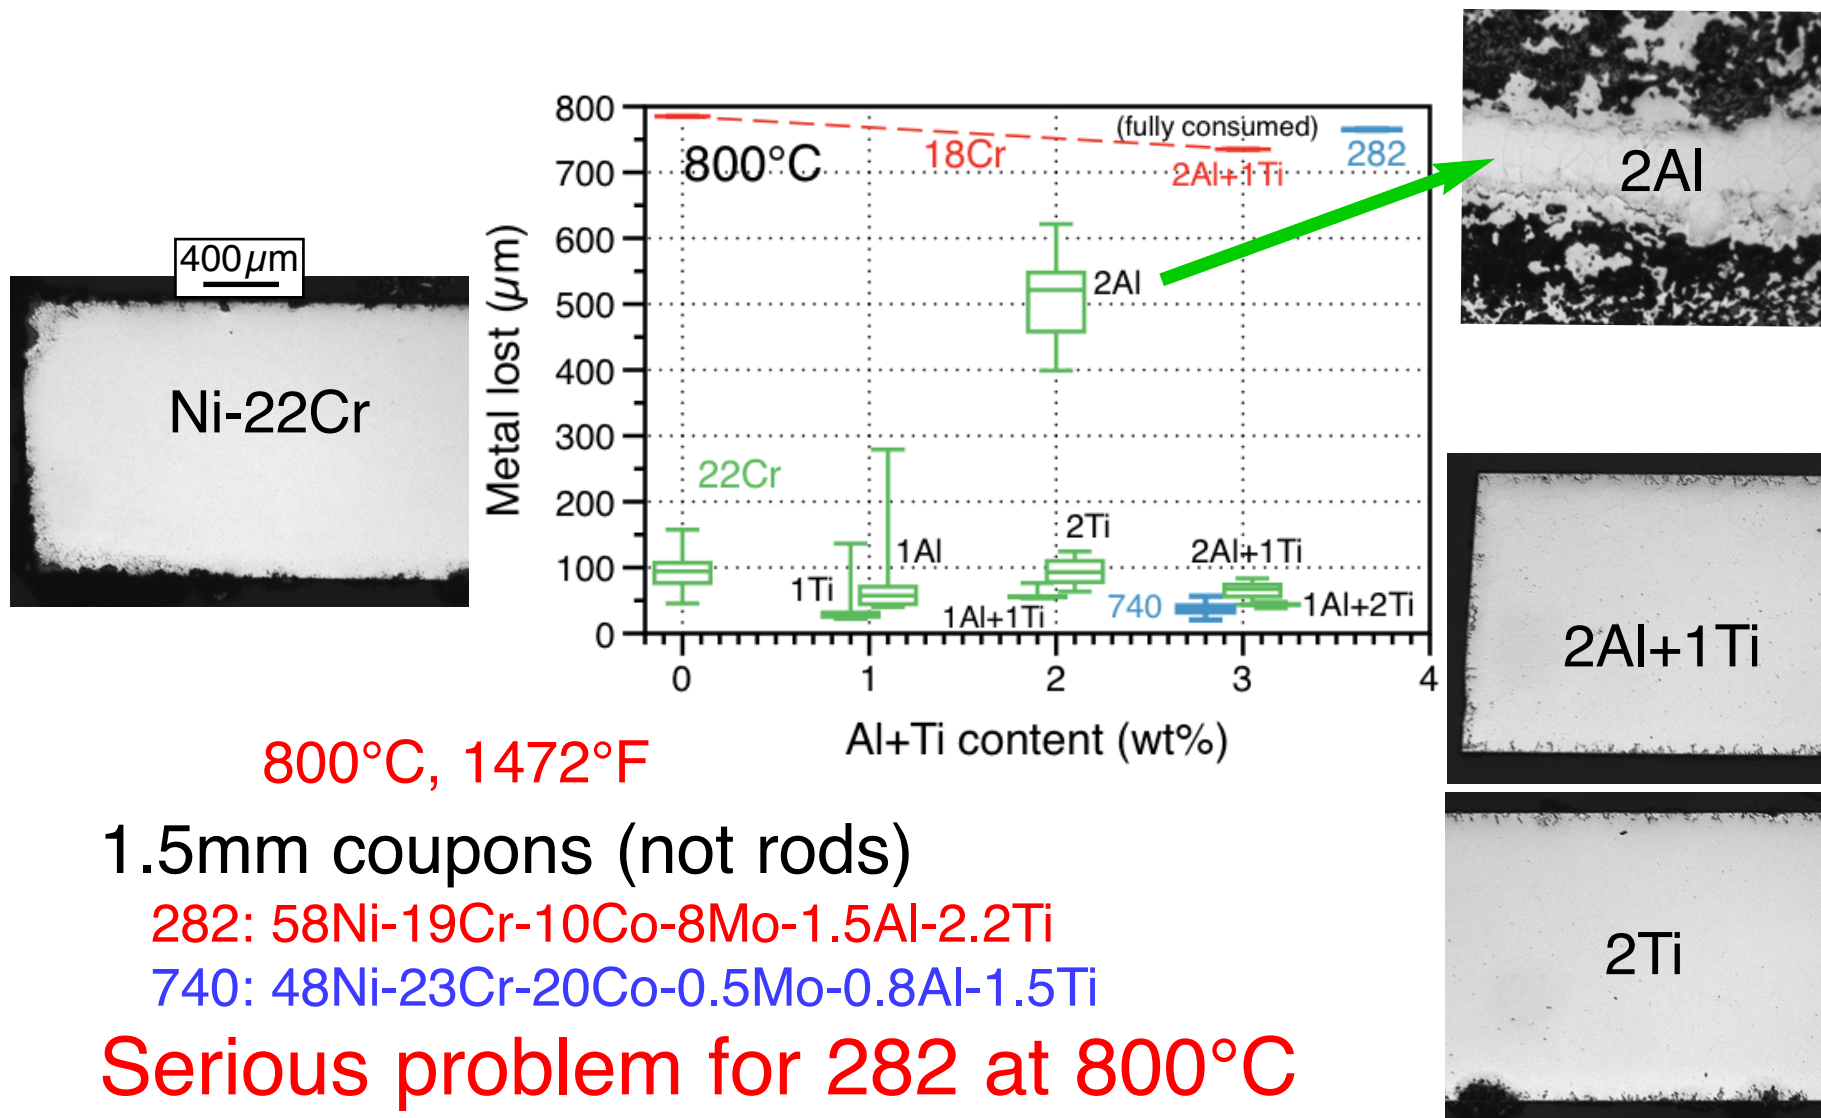 400µm
Ni-22Cr
Metal lost (µm)
800
700
600
500
400
300
200
100
0
800°C
18Cr
(fully consumed)
2Al+1Ti
282
2Al
22Cr
1Ti
1Al
1Al+1Ti
2Ti
740
2Al+1Ti
1Al+2Ti
0 1 2 3 4
Al+Ti content (wt%)
2Al
2Al+1Ti
2Ti
800°C, 1472°F
1.5mm coupons (not rods)
282: 58Ni-19Cr-10Co-8Mo-1.5Al-2.2Ti
740: 48Ni-23Cr-20Co-0.5Mo-0.8Al-1.5Ti
Serious problem for 282 at 800°C